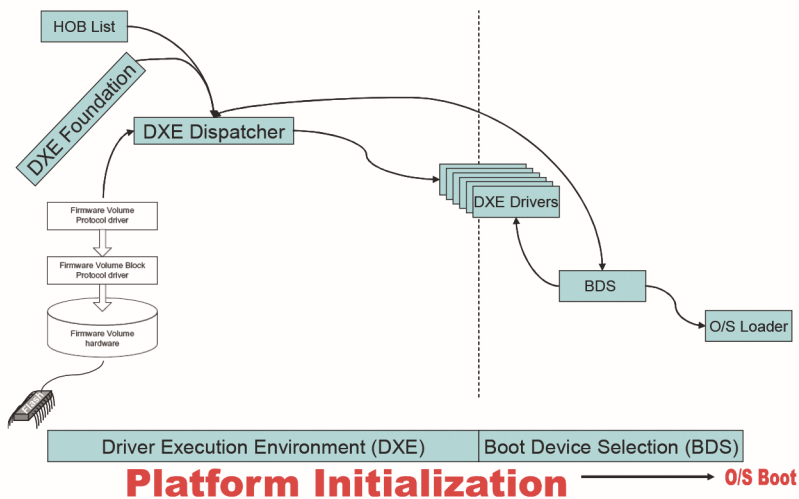 HOB List
DXE Foundation
DXE Dispatcher
DXE Drivers
Firmware Volume
Protocol driver
Firmware Volume Block
Protocol driver
BDS
O/S Loader
Firmware Volume
hardware
Flash
Driver Execution Environment (DXE)
Boot Device Selection (BDS)
Platform Initialization
O/S Boot